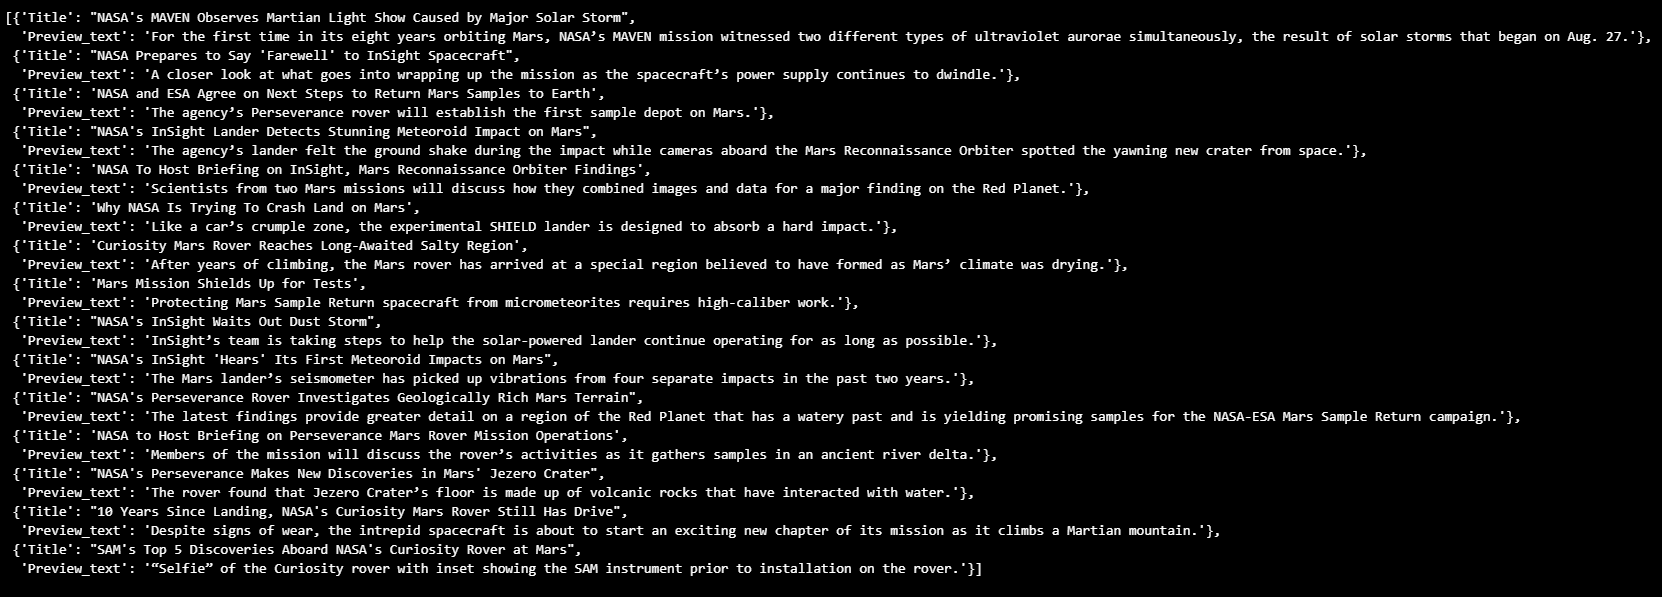 [{'Title': "NASA's MAVEN Observes Martian Light Show Caused by Major Solar Storm",
'Preview_text': 'For the first time in its eight years orbiting Mars, NASA’s MAVEN mission witnessed two different types of ultraviolet aurorae simultaneously, the result of solar storms that began on Aug. 27.'},
{'Title': "NASA Prepares to Say 'Farewell' to InSight Spacecraft",
'Preview_text': 'A closer look at what goes into wrapping up the mission as the spacecraft’s power supply continues to dwindle.'},
{'Title': 'NASA and ESA Agree on Next Steps to Return Mars Samples to Earth',
'Preview_text': 'The agency’s Perseverance rover will establish the first sample depot on Mars.'},
{'Title': "NASA's InSight Lander Detects Stunning Meteoroid Impact on Mars",
'Preview_text': 'The agency’s lander felt the ground shake during the impact while cameras aboard the Mars Reconnaissance Orbiter spotted the yawning new crater from space.'},
{'Title': 'NASA To Host Briefing on InSight, Mars Reconnaissance Orbiter Findings',
'Preview_text': 'Scientists from two Mars missions will discuss how they combined images and data for a major finding on the Red Planet.'},
{'Title': 'Why NASA Is Trying To Crash Land on Mars',
'Preview_text': 'Like a car’s crumple zone, the experimental SHIELD lander is designed to absorb a hard impact.'},
{'Title': 'Curiosity Mars Rover Reaches Long-Awaited Salty Region',
'Preview_text': 'After years of climbing, the Mars rover has arrived at a special region believed to have formed as Mars’ climate was drying.'},
{'Title': 'Mars Mission Shields Up for Tests',
'Preview_text': 'Protecting Mars Sample Return spacecraft from micrometeorites requires high-caliber work.'},
{'Title': "NASA's InSight Waits Out Dust Storm",
'Preview_text': 'InSight’s team is taking steps to help the solar-powered lander continue operating for as long as possible.'},
{'Title': "NASA's InSight 'Hears' Its First Meteoroid Impacts on Mars",
'Preview_text': 'The Mars lander’s seismometer has picked up vibrations from four separate impacts in the past two years.'},
{'Title': "NASA's Perseverance Rover Investigates Geologically Rich Mars Terrain",
'Preview_text': 'The latest findings provide greater detail on a region of the Red Planet that has a watery past and is yielding promising samples for the NASA-ESA Mars Sample Return campaign.'},
{'Title': 'NASA to Host Briefing on Perseverance Mars Rover Mission Operations',
'Preview_text': 'Members of the mission will discuss the rover’s activities as it gathers samples in an ancient river delta.'},
{'Title': "NASA's Perseverance Makes New Discoveries in Mars' Jezero Crater",
'Preview_text': 'The rover found that Jezero Crater’s floor is made up of volcanic rocks that have interacted with water.'},
{'Title': "10 Years Since Landing, NASA's Curiosity Mars Rover Still Has Drive",
'Preview_text': 'Despite signs of wear, the intrepid spacecraft is about to start an exciting new chapter of its mission as it climbs a Martian mountain.'},
{'Title': "SAM's Top 5 Discoveries Aboard NASA's Curiosity Rover at Mars",
'Preview_text': '“Selfie” of the Curiosity rover with inset showing the SAM instrument prior to installation on the rover.'}]